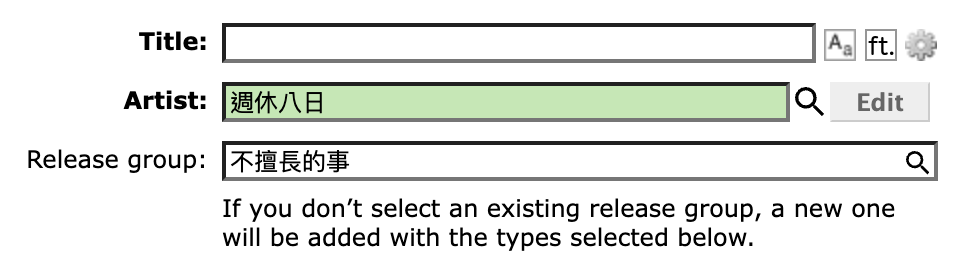 Title:
Aa ft.
Artist: 週休八日 Edit
Release group: 不擅長的事
If you don’t select an existing release group, a new one
will be added with the types selected below.